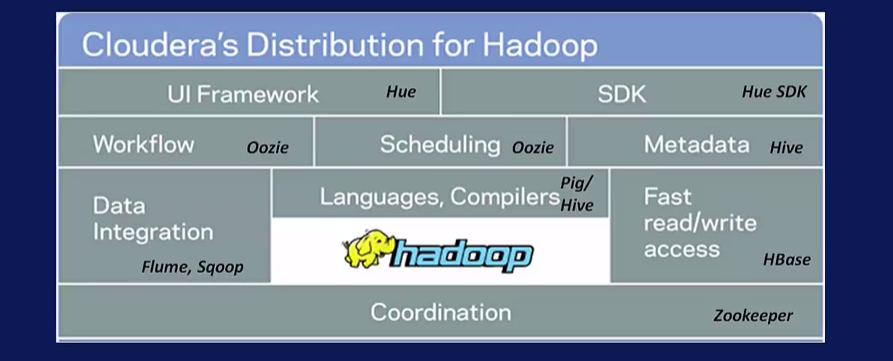 Cloudera's Distribution for Hadoop
UI Framework Hue
SDK Hue SDK
Workflow Oozie
Scheduling Oozie
Metadata Hive
Data
Integration
Flume, Sqoop
Languages, Compilers Pig/
Hive
hadoop
Fast
read/write
access
HBase
Coordination Zookeeper